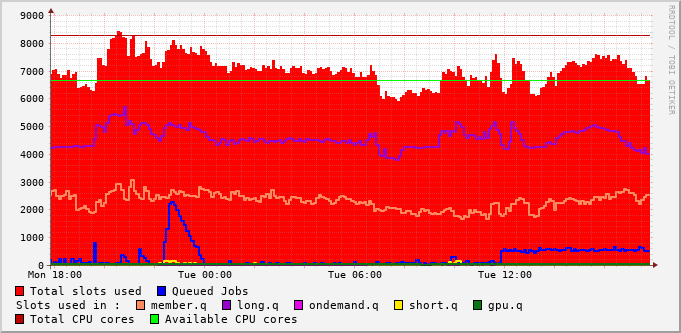 9000
8000
7000
6000
5000
4000
3000
2000
1000
0
Mon 18:00 Tue 00:00 Tue 06:00 Tue 12:00
RRDTOOL / TOBI OETIKER
Total slots used Queued Jobs
Slots used in : member.q long.q ondemand.q short.q gpu.q
Total CPU cores Available CPU cores